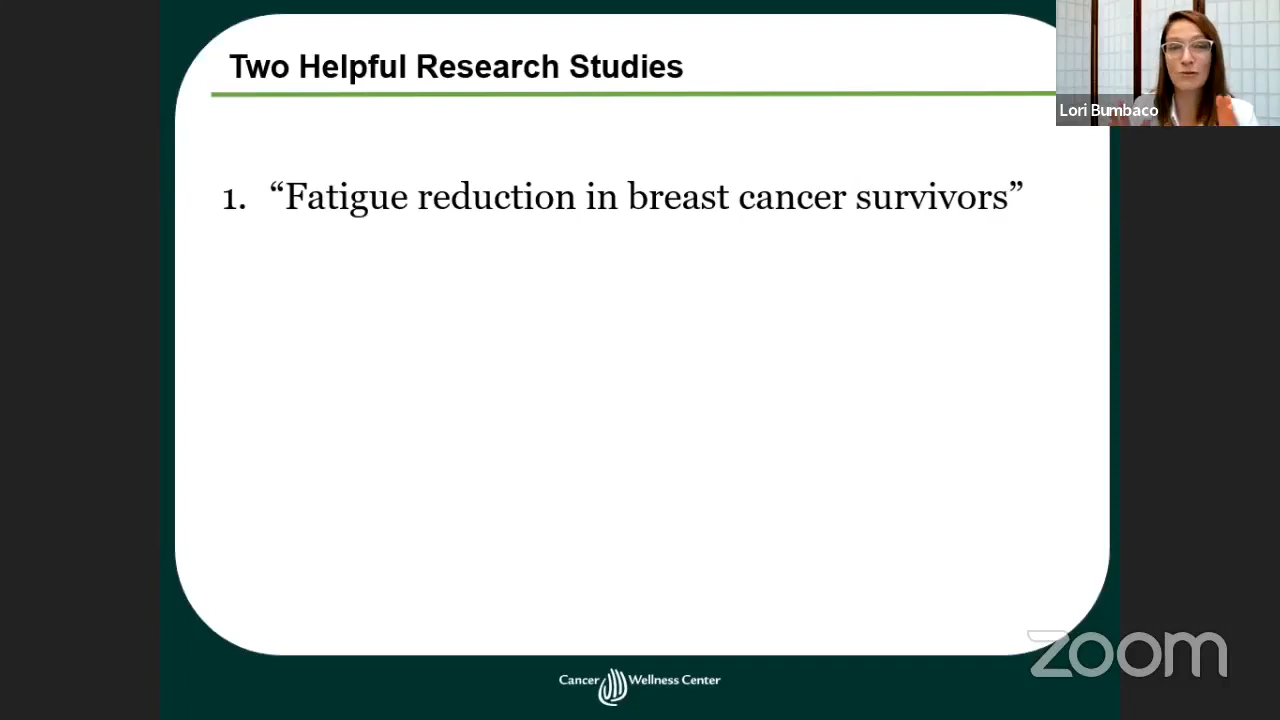 Two Helpful Research Studies
Lori Bumbaco
1. “Fatigue reduction in breast cancer survivors”
zoom
Cancer Wellness Center